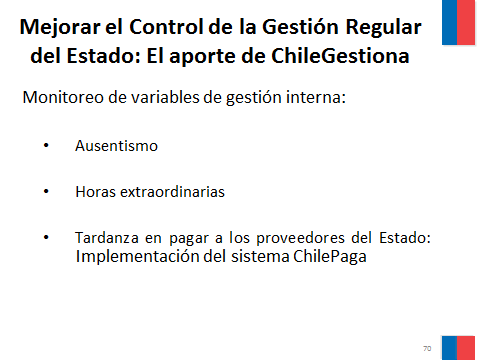 Mejorar el Control de la Gestión Regular
del Estado: El aporte de ChileGestiona
Monitoreo de variables de gestión interna:
• Ausentismo
• Horas extraordinarias
• Tardanza en pagar a los proveedores del Estado:
Implementación del sistema ChilePaga
70